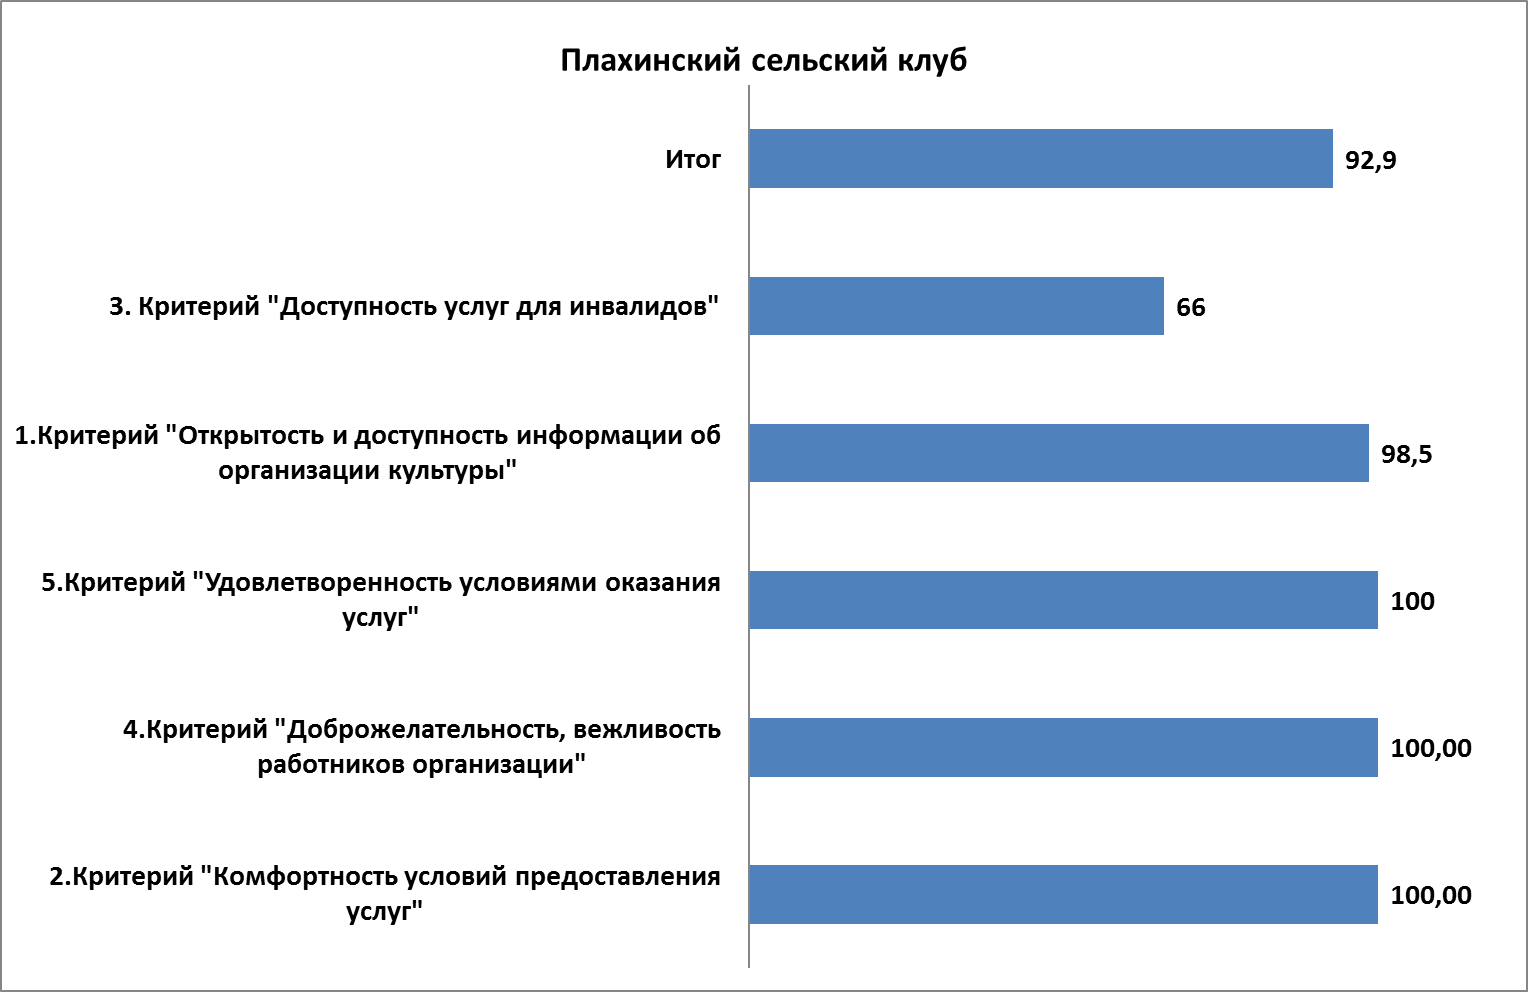 Плахинский сельский клуб
Итог
92,9
3. Критерий "Доступность услуг для инвалидов"
66
1.Критерий "Открытость и доступность информации об
организации культуры"
98,5
5.Критерий "Удовлетворенность условиями оказания
услуг"
100
4.Критерий "Доброжелательность, вежливость
работников организации"
100,00
2.Критерий "Комфортность условий предоставления
услуг"
100,00